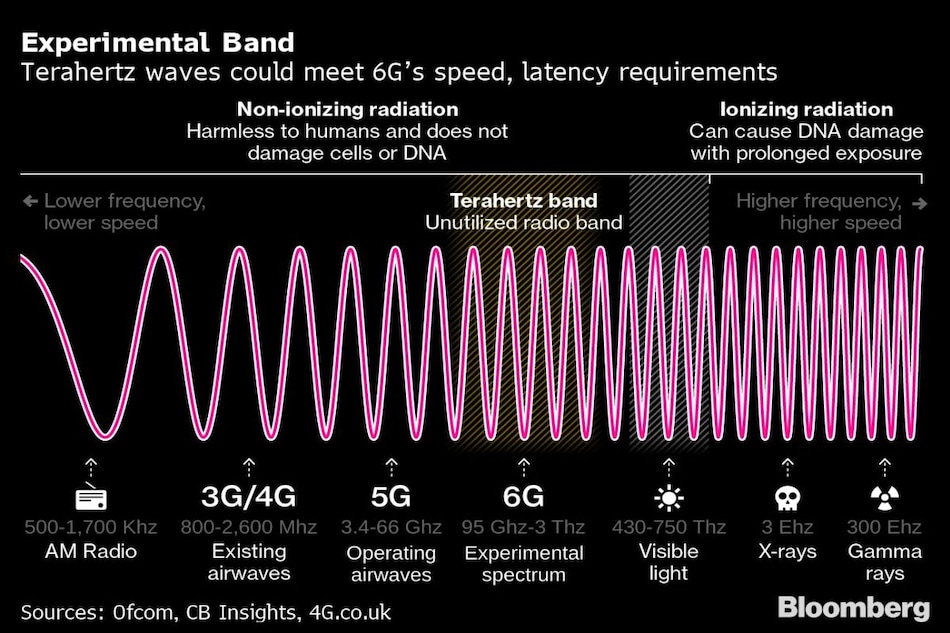 Experimental Band
Terahertz waves could meet 6G's speed, latency requirements
Non-ionizing radiation
Harmless to humans and does not
damage cells or DNA
Ionizing radiation
Can cause DNA damage
with prolonged exposure
Lower frequency,
lower speed
Terahertz band
Unutilized radio band
Higher frequency,
higher speed
3G/4G
5G
6G
500-1,700 Khz
800-2,600 Mhz
3.4-66 Ghz
95 Ghz-3 Thz
430-750 Thz
3 Ehz
300 Ehz
AM Radio
Existing
airwaves
Operating
airwaves
Experimental
spectrum
Visible
light
X-rays
Gamma
rays
Sources: Ofcom, CB Insights, 4G.co.uk
Bloomberg